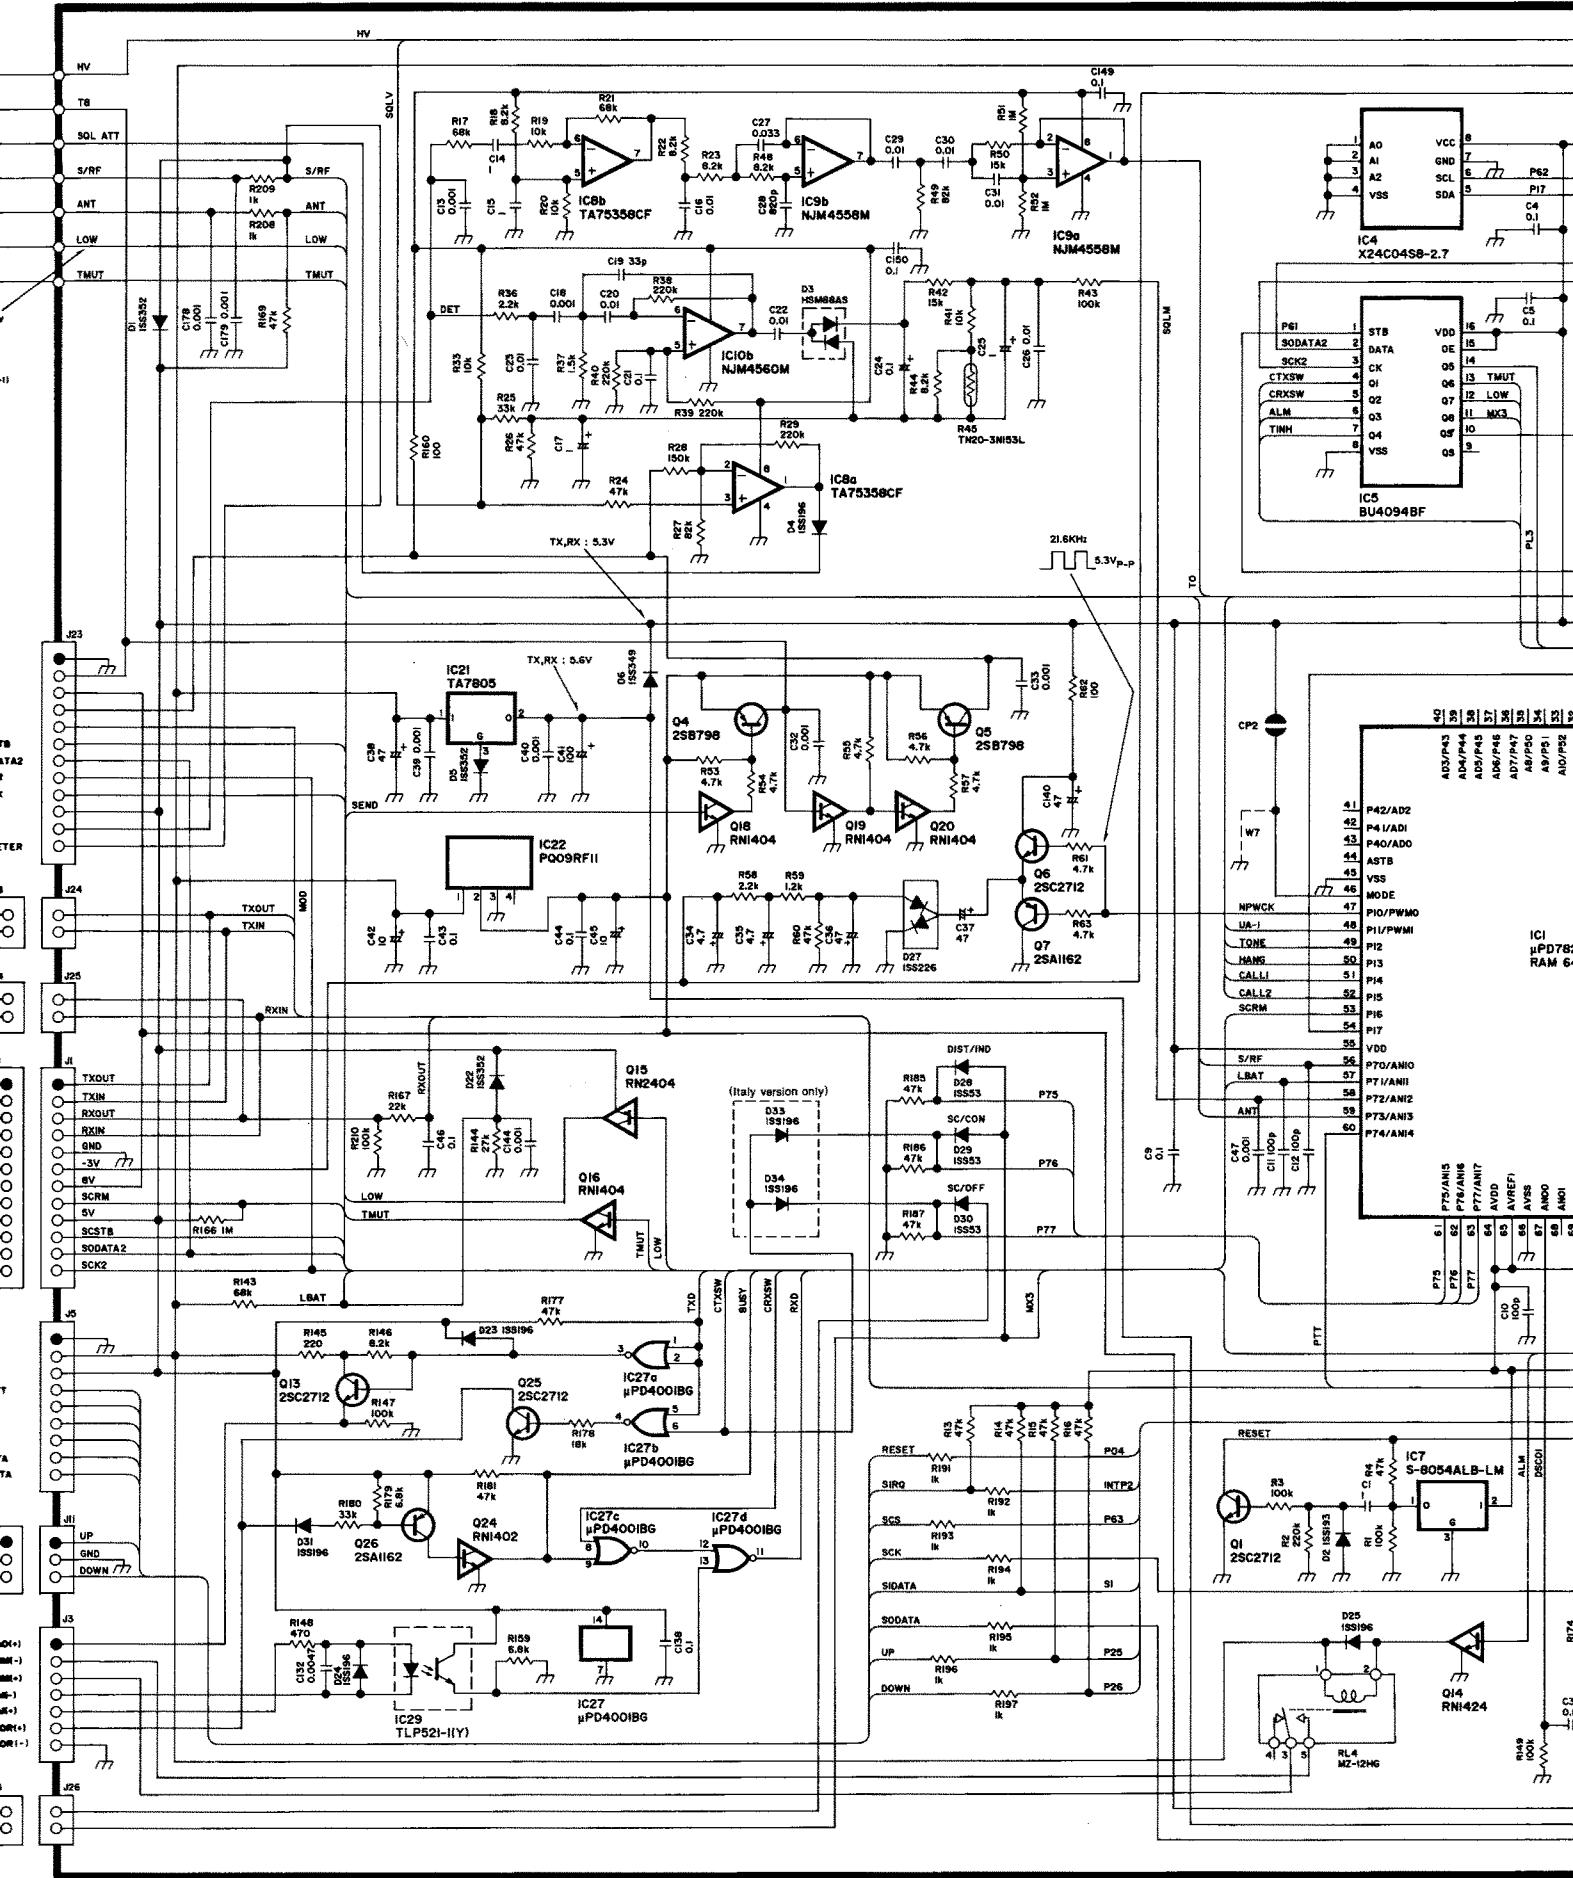 HV
HV
T8
SQL ATT
S/RF
S/RF
ANT
ANT
LOW
LOW
TMUT
TMUT
R209
1k
R208
1k
D1
1SS352
C178
0.001
C179 0.001
R169
47k
SQLV
R17
68k
C14
1
R18
8.2k
R19
10k
R21
68k
C13
0.001
C15
R20
10k
IC8b
TA75358CF
R22
8.2k
R23
8.2k
C16
0.01
C27
0.033
R48
8.2k
C28
820p
IC9b
NJM4558M
C29
0.01
C30
0.01
R49
82k
R50
15k
C31
0.01
R51
1M
R52
1M
C149
0.1
IC9a
NJM4558M
C150
0.1
DET
R36
2.2k
C18
0.001
C19 33p
C20
0.01
R38
220k
C22
0.01
D3
HSM88AS
IC10b
NJM4560M
R33
10k
C23
0.01
R37
1.5k
R40
220k
C21
0.1
R39 220k
R42
15k
R41
10k
C25
C26 0.01
R43
100k
C24
0.1
R44
8.2k
R45
TN20-3N153L
SQLM
R25
33k
R26
47k
C17
R160
100
R28
150k
R29
220k
IC8a
TA75358CF
R24
47k
R27
82k
D4
1SS196
TX,RX : 5.3V
21.6KHz
5.3VP-P
TO
A0
A1
A2
VSS
VCC
GND
SCL
SDA
P62
P17
C4
0.1
IC4
X24C04S8-2.7
P61
SODATA2
SCK2
CTXSW
CRXSW
ALM
TINH
STB
DATA
CK
Q1
Q2
Q3
Q4
VSS
VDD
OE
Q5
Q6
Q7
Q8
QS
QS
TMUT
LOW
MX3
C5
0.1
IC5
BU4094BF
PL3
J23
IC21
TA7805
TX,RX : 5.6V
D6
1SS349
C38
47
C39 0.001
D5
1SS352
C40
0.001
C41
100
SEND
Q4
2SB798
C32
0.001
R53
4.7k
R54
4.7k
R55
4.7k
R56
4.7k
R57
4.7k
Q5
2SB798
C33
0.001
R62
100
C140
47
Q18
RN1404
Q19
RN1404
Q20
RN1404
IC22
PQ09RF11
C42
10
C43
0.1
C44
0.1
C45
10
C34
4.7
R58
2.2k
C35
4.7
R59
1.2k
R60
47k
C36
47
D27
1SS226
C37
47
Q6
2SC2712
R61
4.7k
Q7
2SA1162
R63
4.7k
CP2
W7
AD3/P43
AD4/P44
AD5/P45
AD6/P46
AD7/P47
A8/P50
A9/P51
A10/P52
P42/AD2
P41/AD1
P40/AD0
ASTB
VSS
MODE
P10/PWM0
P11/PWM1
P12
P13
P14
P15
P16
P17
VDD
P70/AN10
P71/AN11
P72/AN12
P73/AN13
P74/AN14
NPWCK
UA-1
TONE
HANG
CALL1
CALL2
SCRM
S/RF
LBAT
ANT
P75/AN15
P76/AN16
P77/AN17
AVDD
AVREF1
AVSS
ANO0
ANO1
C9
0.1
C47
0.001
C11 100p
C12 100p
C10
100p
J24
TXOUT
TXIN
MOD
J25
RXIN
J1
TXOUT
TXIN
RXOUT
RXIN
GND
-3V
8V
SCRM
5V
SCSTB
SODATA2
SCK2
R166 1M
R167
22k
R210
100k
RXOUT
C46
0.1
D22
1SS352
R144
27k
C144
0.001
Q15
RN2404
Q16
RN1404
LOW
TMUT
TMUT
LOW
(Italy version only)
D33
1SS196
D34
1SS196
DIST/IND
D28
1SS53
SC/CON
D29
1SS53
SC/OFF
D30
1SS53
R185
47k
R186
47k
R187
47k
P75
P76
P77
P75
P76
P77
PTT
R143
68k
LBAT
TXD
CTXSW
BUSY
CRXSW
RXD
MX3
J5
R145
220
R146
8.2k
Q13
2SC2712
R147
100k
D23 1SS196
R177
47k
IC27a
µPD4001BG
Q25
2SC2712
R178
18k
IC27b
µPD4001BG
R181
47k
R179
6.8k
R180
33k
D31
1SS196
Q26
2SA1162
Q24
RN1402
IC27c
µPD4001BG
IC27d
µPD4001BG
J11
UP
GND
DOWN
J3
R148
470
C132
0.0047
D24
1SS196
IC29
TLP521-1(Y)
R159
6.8k
IC27
µPD4001BG
C138
0.1
J26
R13
47k
R14
47k
R15
47k
R16
47k
RESET
SIRQ
SCS
SCK
SIDATA
SODATA
UP
DOWN
R191
1k
R192
1k
R193
1k
R194
1k
R195
1k
R196
1k
R197
1k
P04
INTP2
P63
S1
P25
P26
RESET
Q1
2SC2712
R3
100k
R2
220k
D2 1SS193
C1
R4
47k
R1
100k
IC7
S-8054ALB-LM
ALM
DSCO1
D25
1SS196
RL4
MZ-12HG
Q14
RN1424
R149
100k
R174